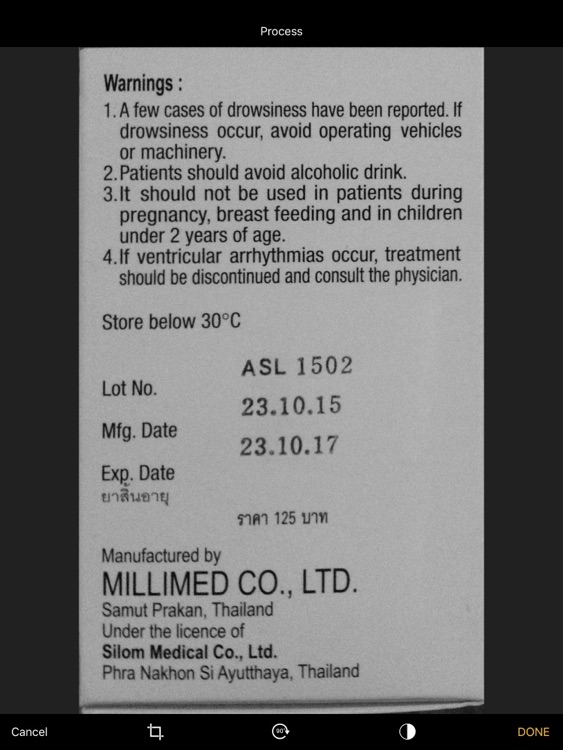 Process
Warnings :
1. A few cases of drowsiness have been reported. If
drowsiness occur, avoid operating vehicles
or machinery.
2. Patients should avoid alcoholic drink.
3. It should not be used in patients during
pregnancy, breast feeding and in children
under 2 years of age.
4. If ventricular arrhythmias occur, treatment
should be discontinued and consult the physician.
Store below 30°C
ASL 1502
Lot No.
23.10.15
Mfg. Date
23.10.17
Exp. Date
ยาสิ้นอายุ
ราคา 125 บาท
Manufactured by
MILLIMED CO., LTD.
Samut Prakan, Thailand
Under the licence of
Silom Medical Co., Ltd.
Phra Nakhon Si Ayutthaya, Thailand
Cancel
90°
DONE